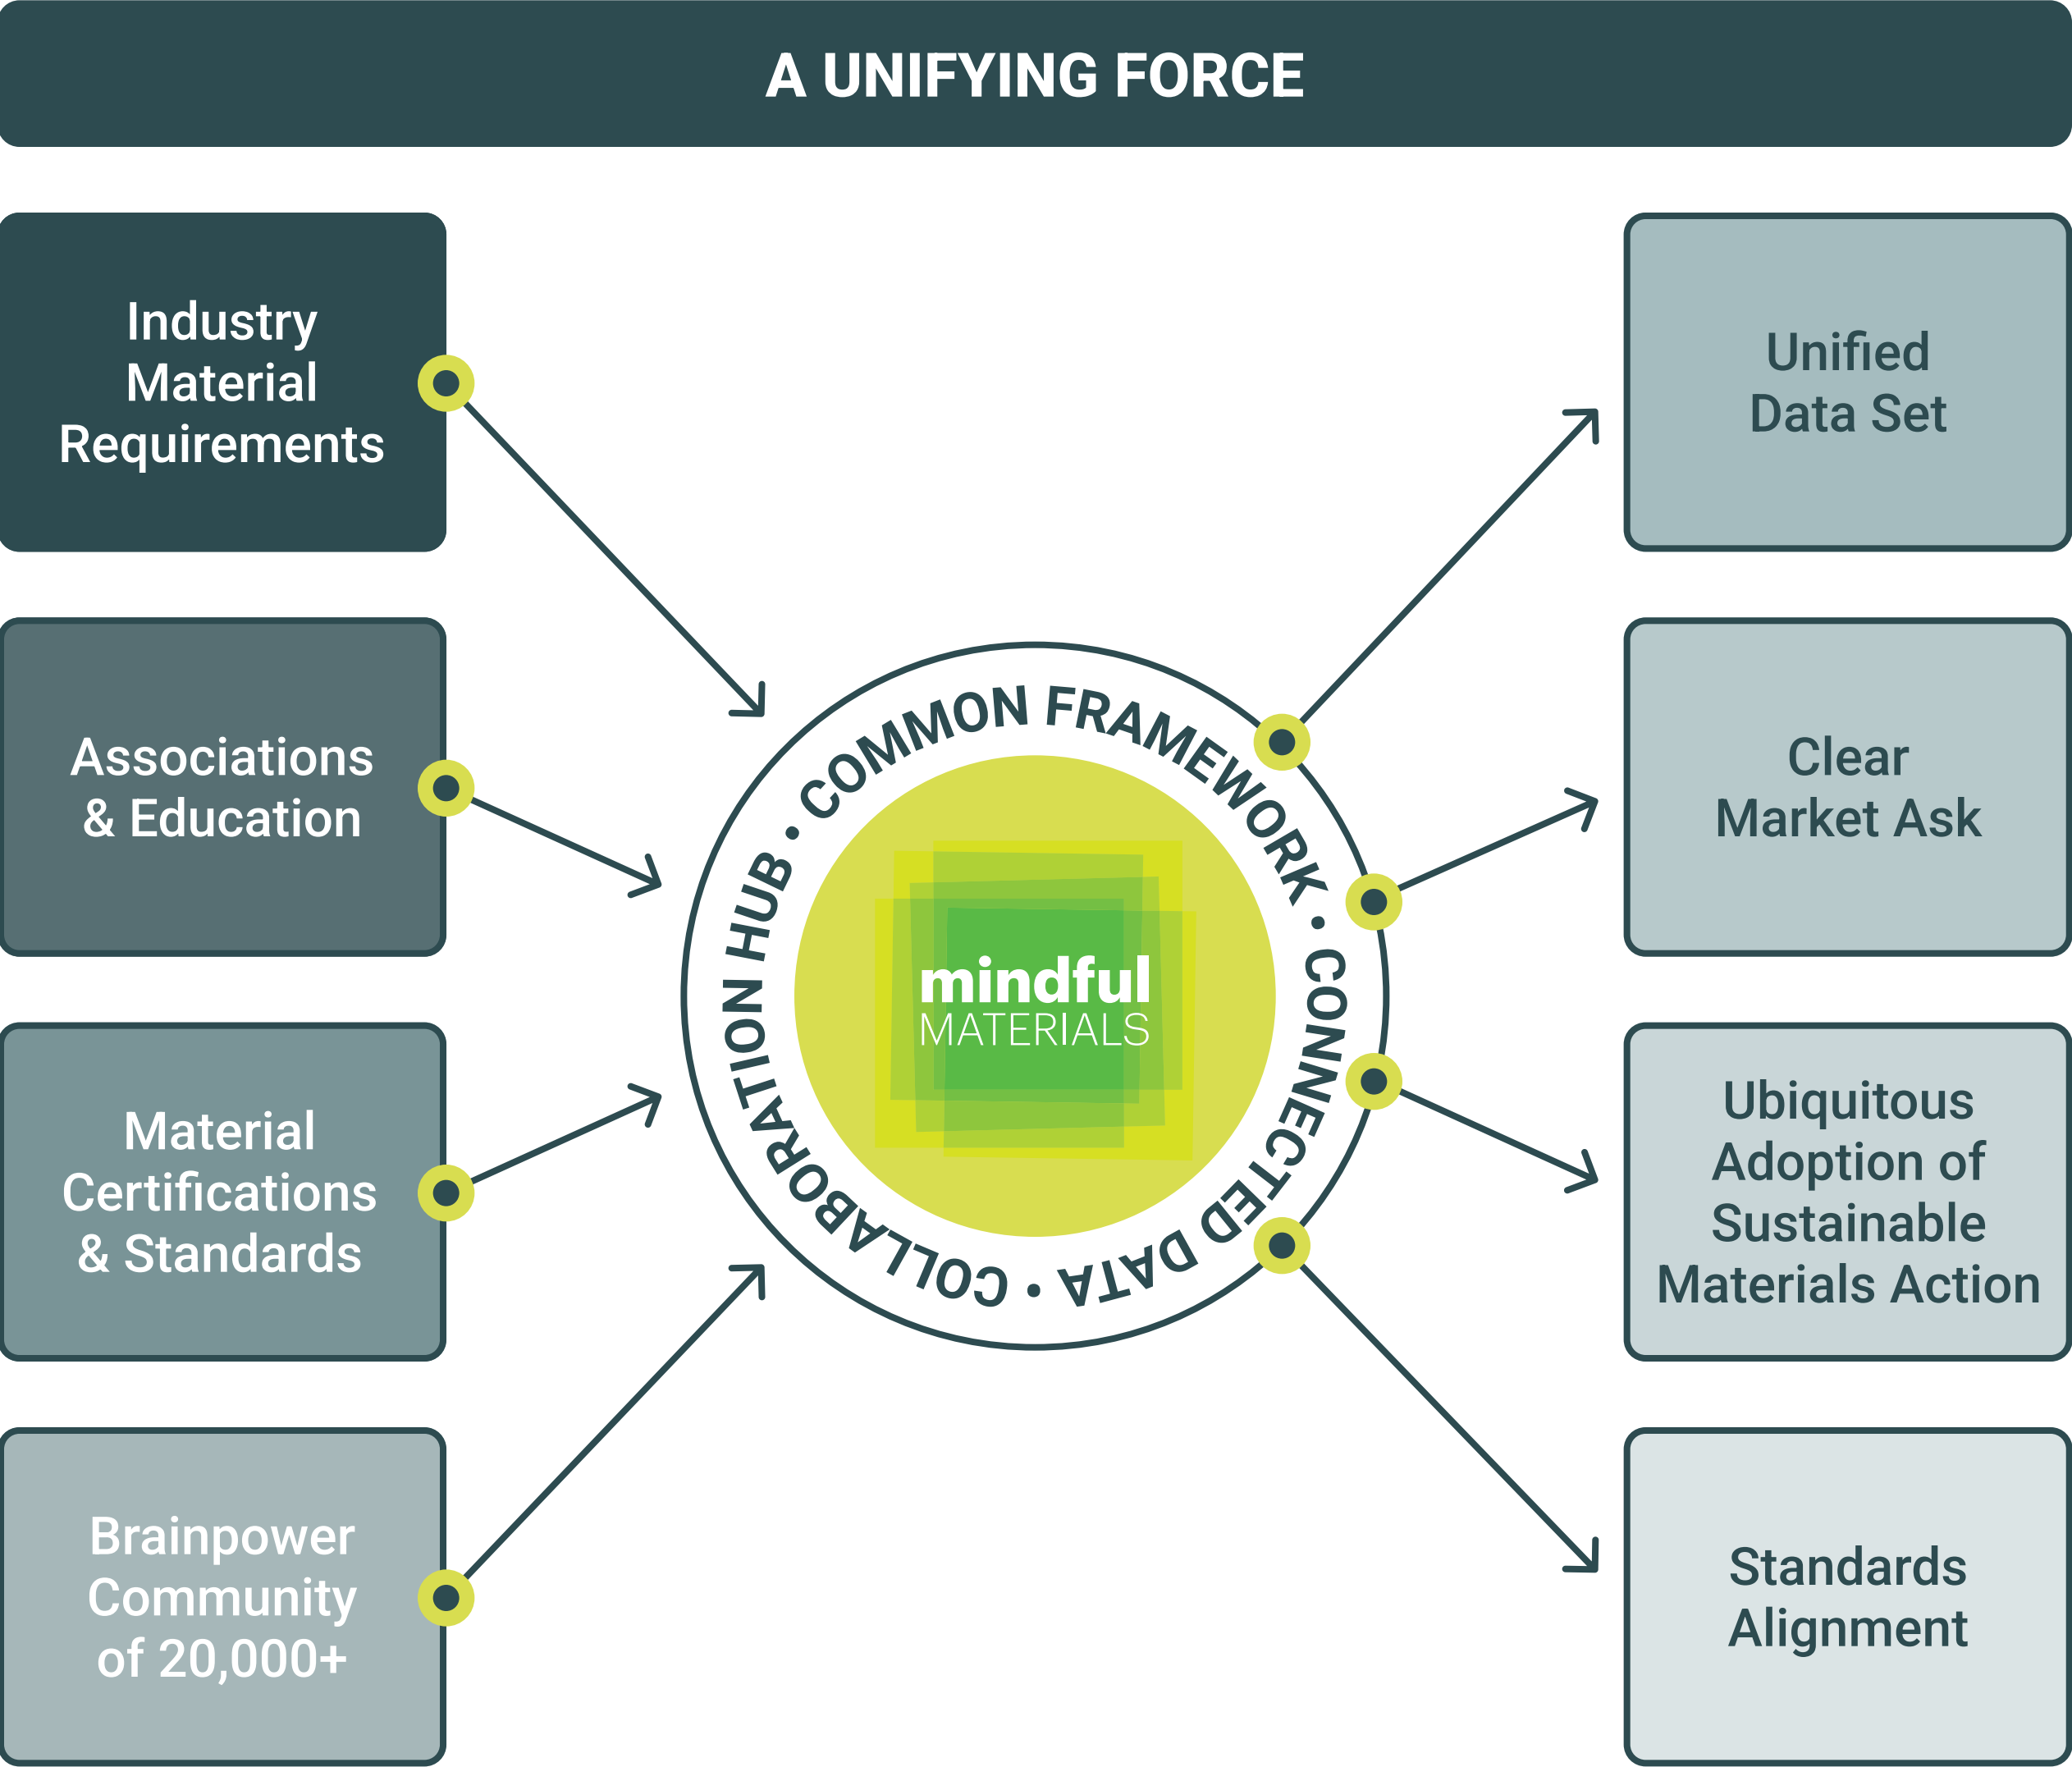 A UNIFYING FORCE
Industry
Material
Requirements
Associations
& Education
Material
Certifications
& Standards
Brainpower
Community
of 20,000+
COMMON FRAMEWORK • CONNECTED DATA • COLLABORATION HUB •
mindful
MATERIALS
Unified
Data Set
Clear
Market Ask
Ubiquitous
Adoption of
Sustainable
Materials Action
Standards
Alignment